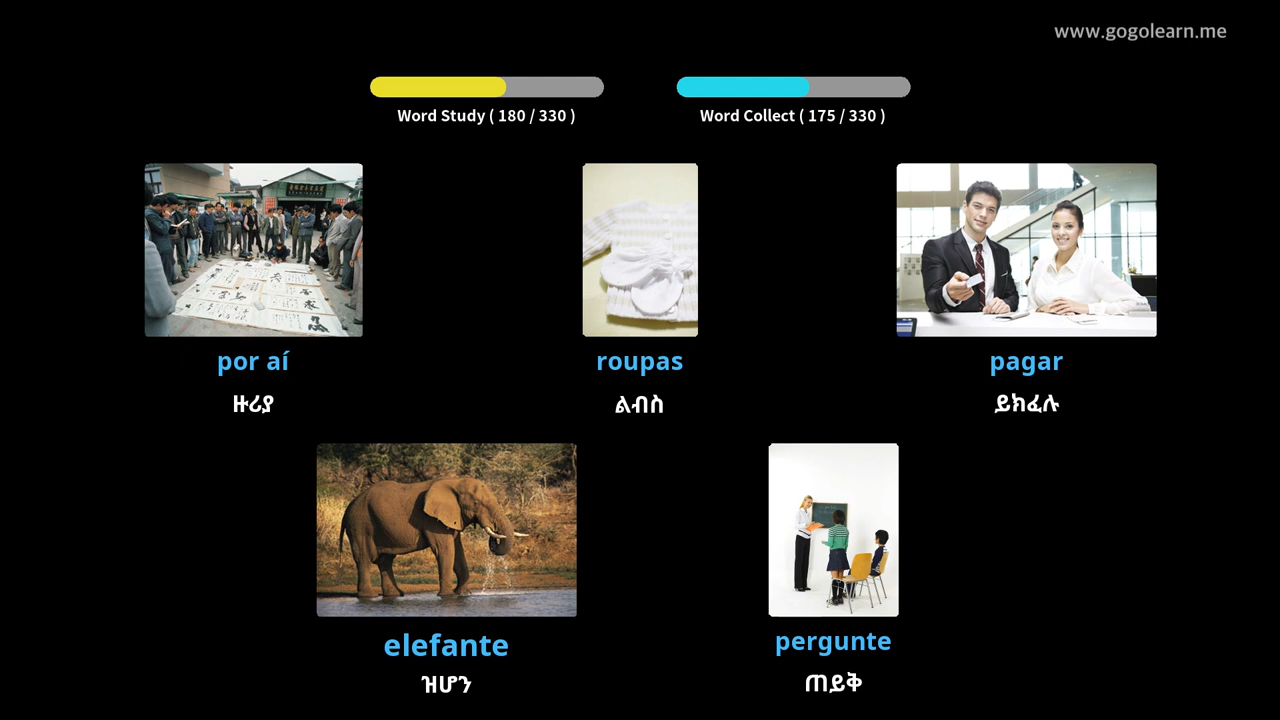 www.gogolearn.me
Word Study ( 180 / 330 )
Word Collect ( 175 / 330 )
por aí
roupas
pagar
ዙሪያ
ልብስ
ይክፈሉ
elefante
pergunte
ዝሆን
ጠይቅ